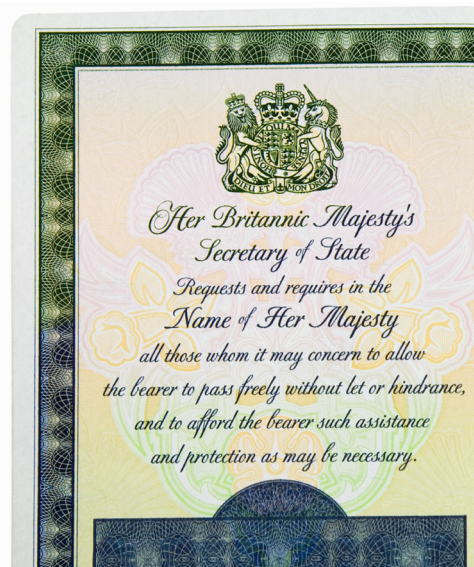 DIEU ET MON DROIT
Her Britannic Majesty's
Secretary of State
Requests and requires in the
Name of Her Majesty
all those whom it may concern to allow
the bearer to pass freely without let or hindrance,
and to afford the bearer such assistance
and protection as may be necessary.